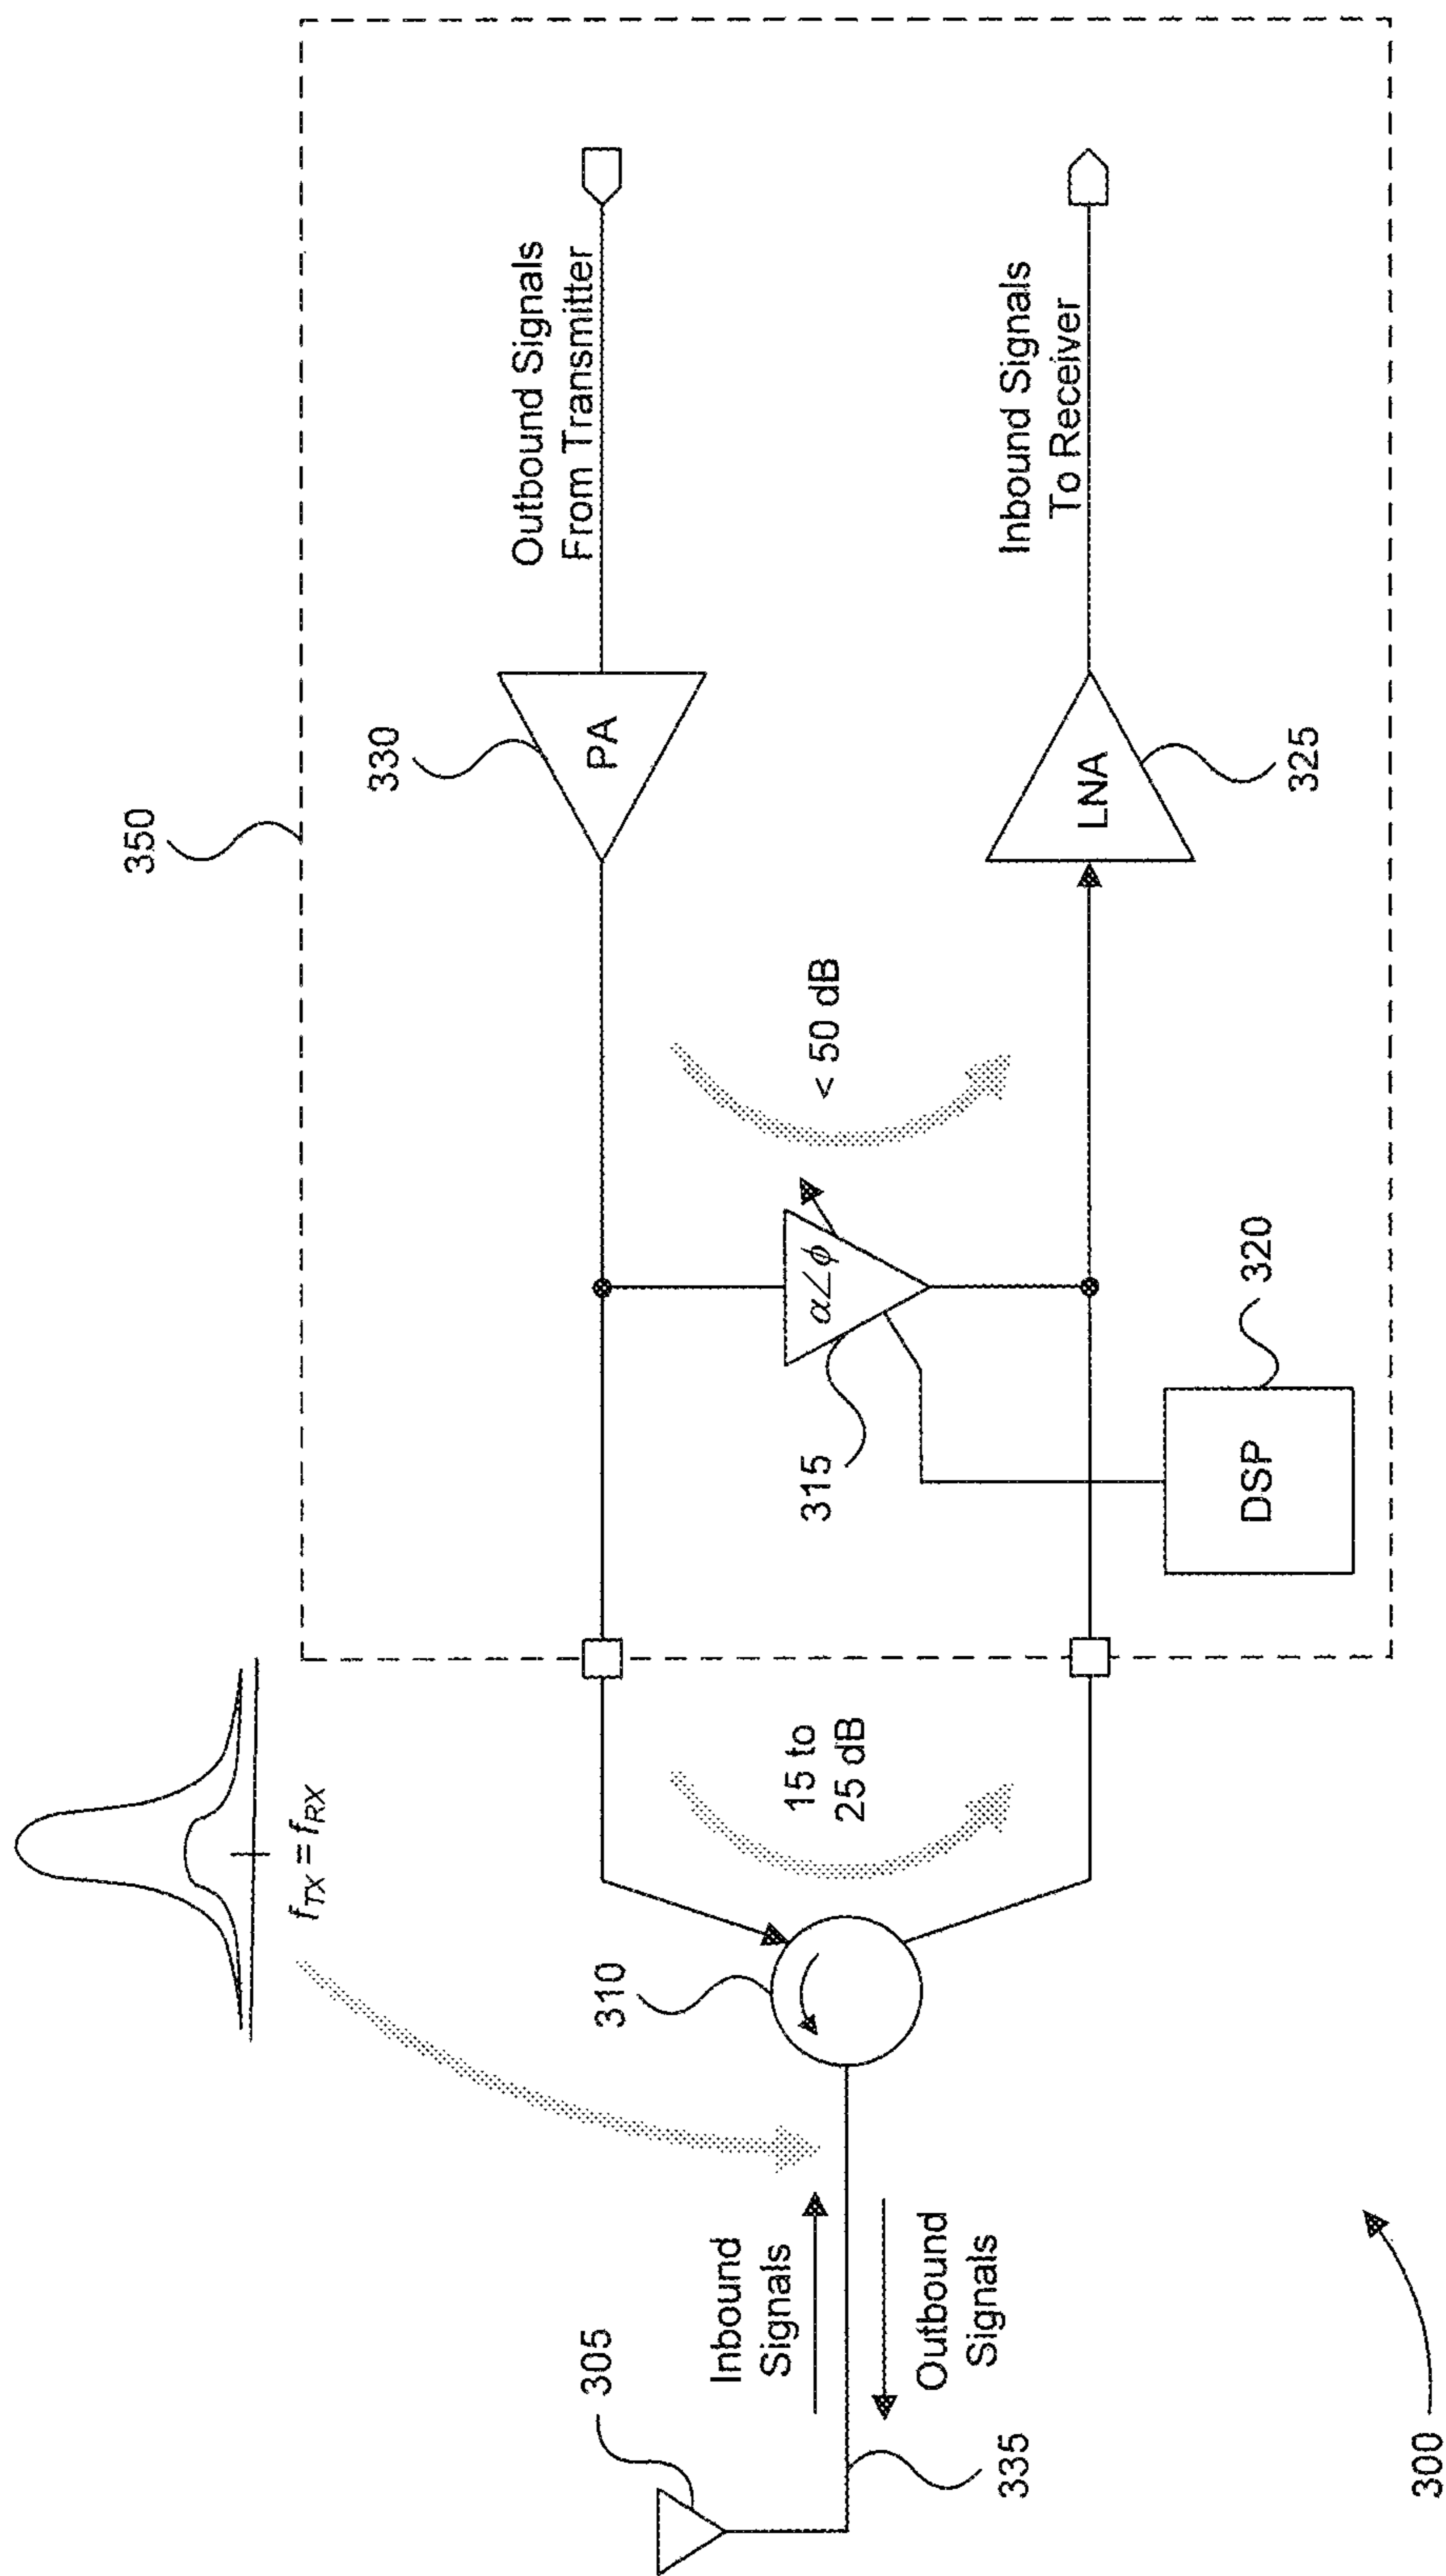 350
f_TX = f_RX
Outbound Signals
From Transmitter
330
PA
310
15 to
25 dB
α∠ϕ
< 50 dB
315
305
Inbound
Signals
Outbound
Signals
335
Inbound Signals
To Receiver
LNA
325
DSP
320
300